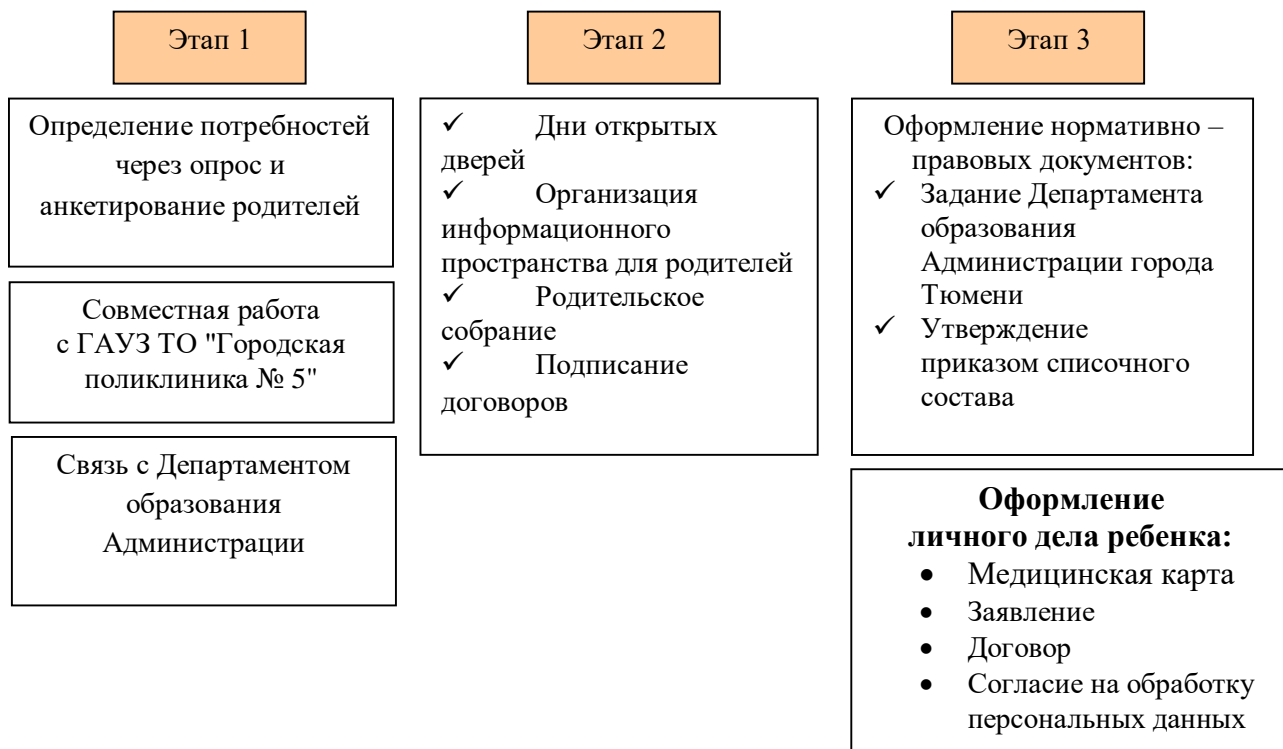 Этап 1
Определение потребностей
через опрос и
анкетирование родителей
Совместная работа
с ГАУЗ ТО "Городская
поликлиника № 5"
Связь с Департаментом
образования
Администрации
Этап 2
✓ Дни открытых
дверей
✓ Организация
информационного
пространства для родителей
✓ Родительское
собрание
✓ Подписание
договоров
Этап 3
Оформление нормативно –
правовых документов:
✓ Задание Департамента
образования
Администрации города
Тюмени
✓ Утверждение
приказом списочного
состава
Оформление
личного дела ребенка:
• Медицинская карта
• Заявление
• Договор
• Согласие на обработку
персональных данных